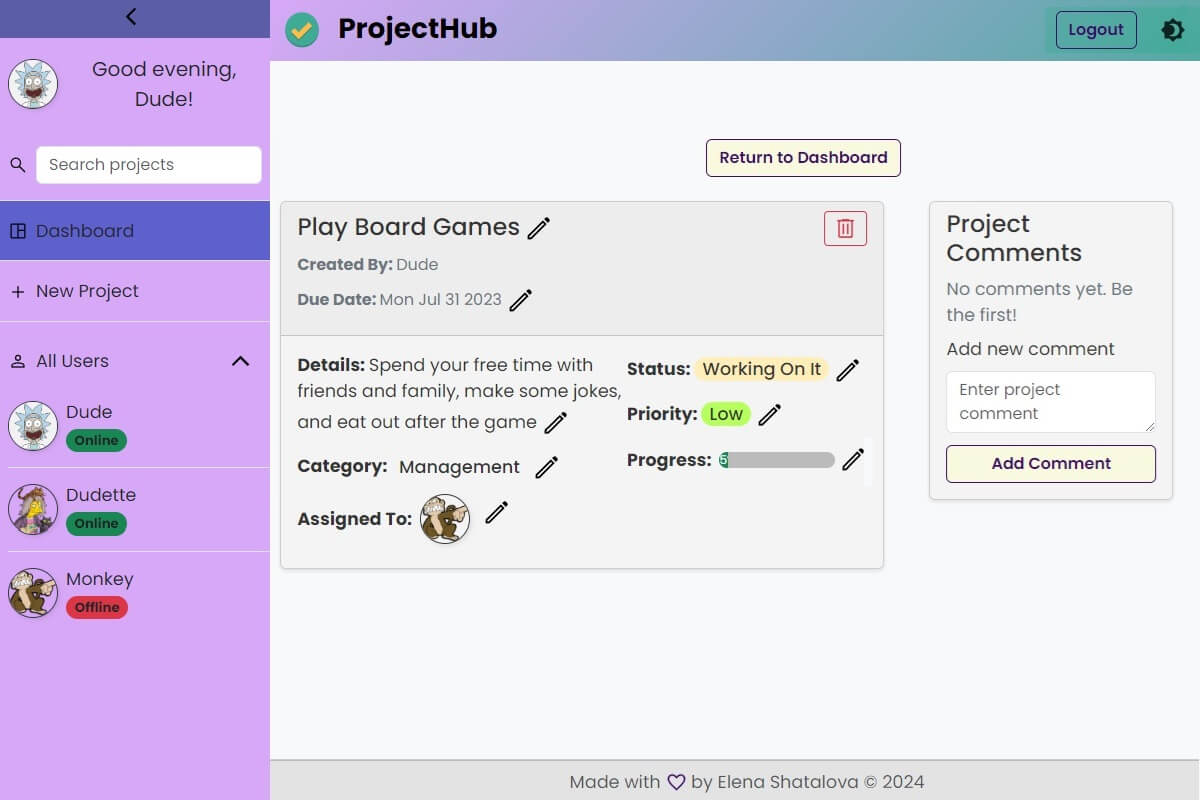 Good evening,
Dude!
Search projects
Dashboard
New Project
All Users
Dude
Online
Dudette
Online
Monkey
Offline
ProjectHub
Logout
Return to Dashboard
Play Board Games
Created By: Dude
Due Date: Mon Jul 31 2023
Details: Spend your free time with
friends and family, make some jokes,
and eat out after the game
Category: Management
Assigned To:
Status: Working On It
Priority: Low
Progress: 5
Project
Comments
No comments yet. Be
the first!
Add new comment
Enter project
comment
Add Comment
Made with by Elena Shatalova © 2024